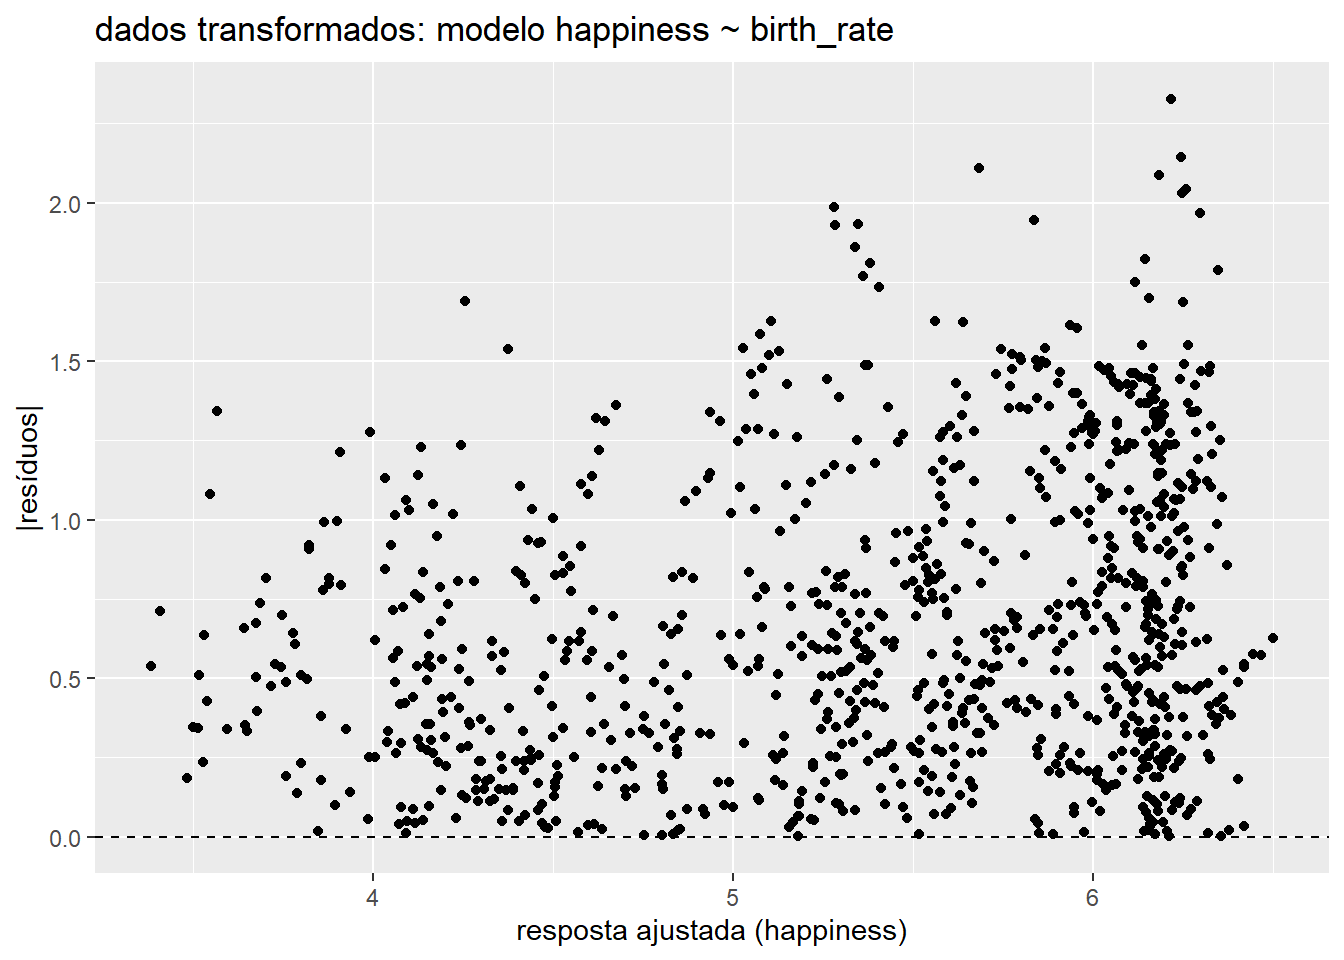 dados transformados: modelo happiness ~ birth_rate
|resíduos|
2.0
1.5
1.0
0.5
0.0
4
5
6
resposta ajustada (happiness)